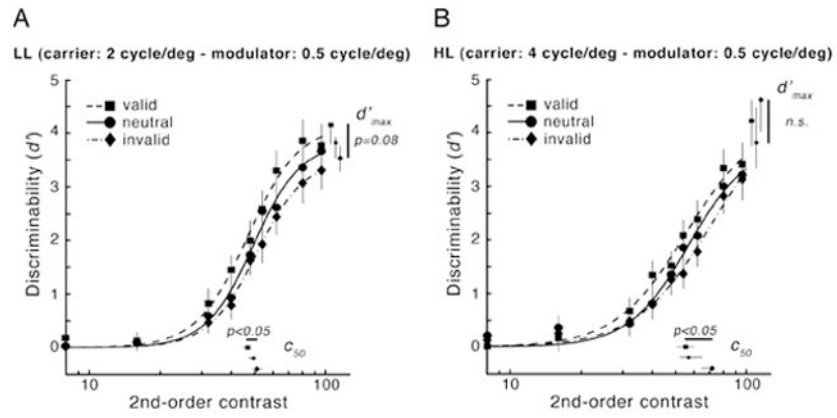 A
LL (carrier: 2 cycle/deg - modulator: 0.5 cycle/deg)
Discriminability (d')
5
4
3
2
1
0
valid
neutral
invalid
d'max
p=0.08
p<0.05
c50
10
100
2nd-order contrast
B
HL (carrier: 4 cycle/deg - modulator: 0.5 cycle/deg)
Discriminability (d')
5
4
3
2
1
0
valid
neutral
invalid
d'max
n.s.
p<0.05
c50
10
100
2nd-order contrast